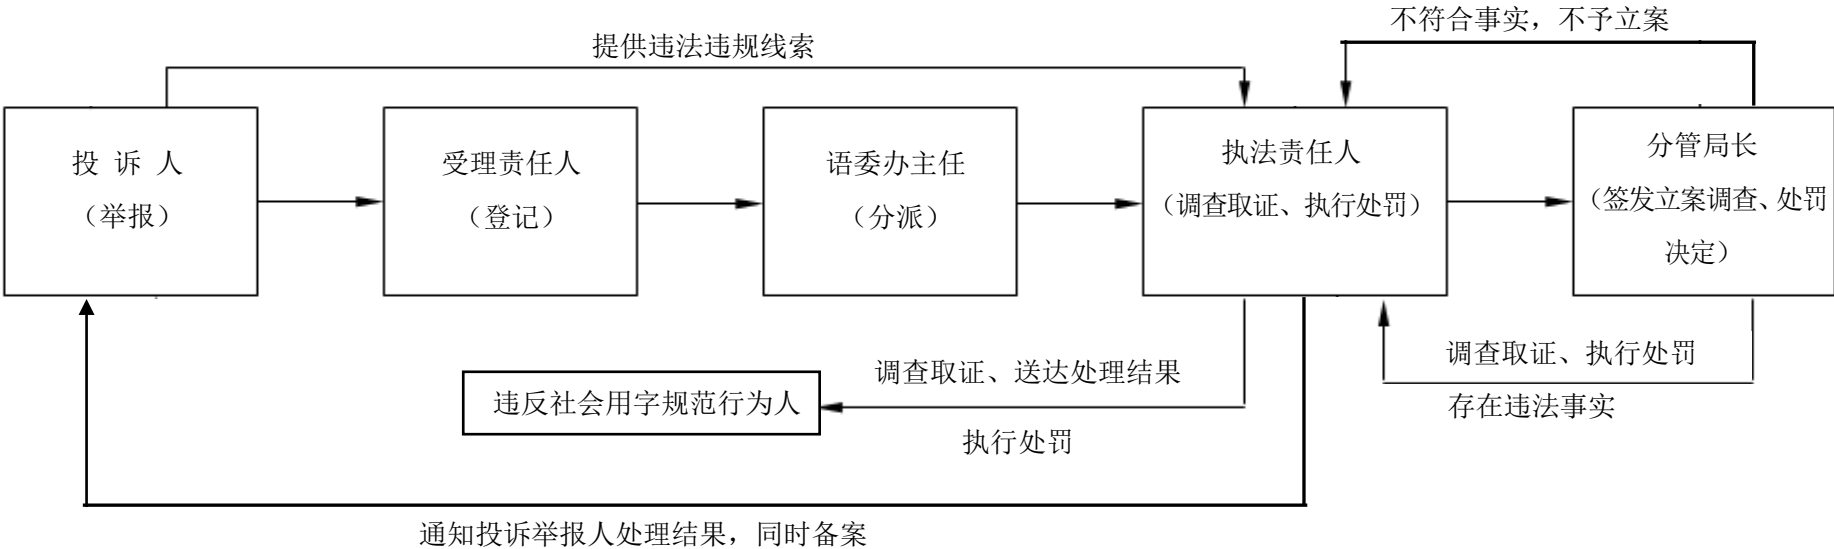 不符合事实，不予立案
提供违法违规线索
投 诉 人
（举报）
受理责任人
（登记）
语委办主任
（分派）
执法责任人
（调查取证、执行处罚）
分管局长
（签发立案调查、处罚
决定）
调查取证、送达处理结果
违反社会用字规范行为人
执行处罚
调查取证、执行处罚
存在违法事实
通知投诉举报人处理结果，同时备案